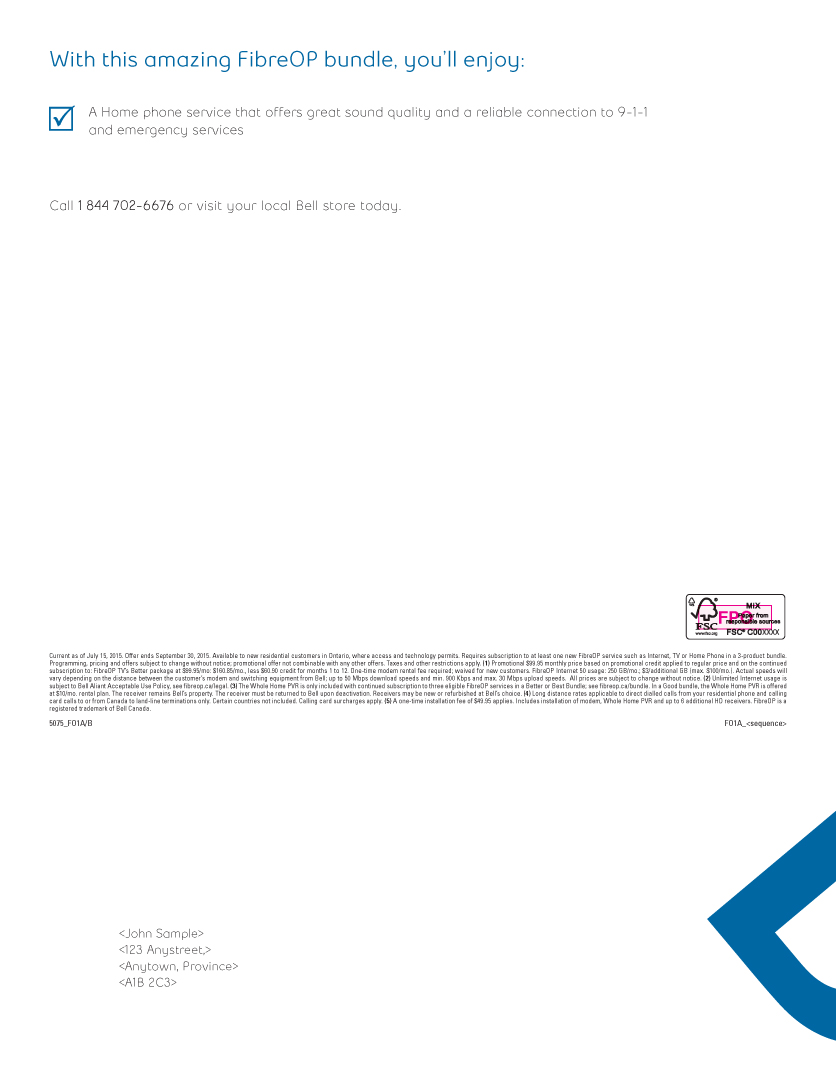 With this amazing FibreOP bundle, you'll enjoy:
A Home phone service that offers great sound quality and a reliable connection to 9-1-1
and emergency services
Call 1 844 702-6676 or visit your local Bell store today.
MIX
Paper from
responsible sources
FPO
FSC
www.fsc.org
FSC® C00XXXX
Current as of July 15, 2015. Offer ends September 30, 2015. Available to new residential customers in Ontario, where access and technology permits. Requires subscription to at least one new FibreOP service such as Internet, TV or Home Phone in a 3-product bundle.
Programming, pricing and offers subject to change without notice; promotional offer not combinable with any other offers. Taxes and other restrictions apply. (1) Promotional $99.95 monthly price based on promotional credit applied to regular price and on the continued
subscription to: FibreOP TV's Better package at $99.95/mo: $160.85/mo., less $60.90 credit for months 1 to 12. One-time modem rental fee required; waived for new customers. FibreOP Internet 50 usage: 250 GB/mo.; $3/additional GB (max. $100/mo.). Actual speeds will
vary depending on the distance between the customer's modem and switching equipment from Bell; up to 50 Mbps download speeds and min. 900 Kbps and max. 30 Mbps upload speeds. All prices are subject to change without notice. (2) Unlimited Internet usage is
subject to Bell Aliant Acceptable Use Policy, see fibreop.ca/legal. (3) The Whole Home PVR is only included with continued subscription to three eligible FibreOP services in a Better or Best Bundle; see fibreop.ca/bundle. In a Good bundle, the Whole Home PVR is offered
at $10/mo. rental plan. The receiver remains Bell's property. The receiver must be returned to Bell upon deactivation. Receivers may be new or refurbished at Bell's choice. (4) Long distance rates applicable to direct dialled calls from your residential phone and calling
card calls to or from Canada to land-line terminations only. Certain countries not included. Calling card surcharges apply. (5) A one-time installation fee of $49.95 applies. Includes installation of modem, Whole Home PVR and up to 6 additional HD receivers. FibreOP is a
registered trademark of Bell Canada.
5075_FO1A/B
FO1A_<sequence>
<John Sample>
<123 Anystreet,>
<Anytown, Province>
<A1B 2C3>